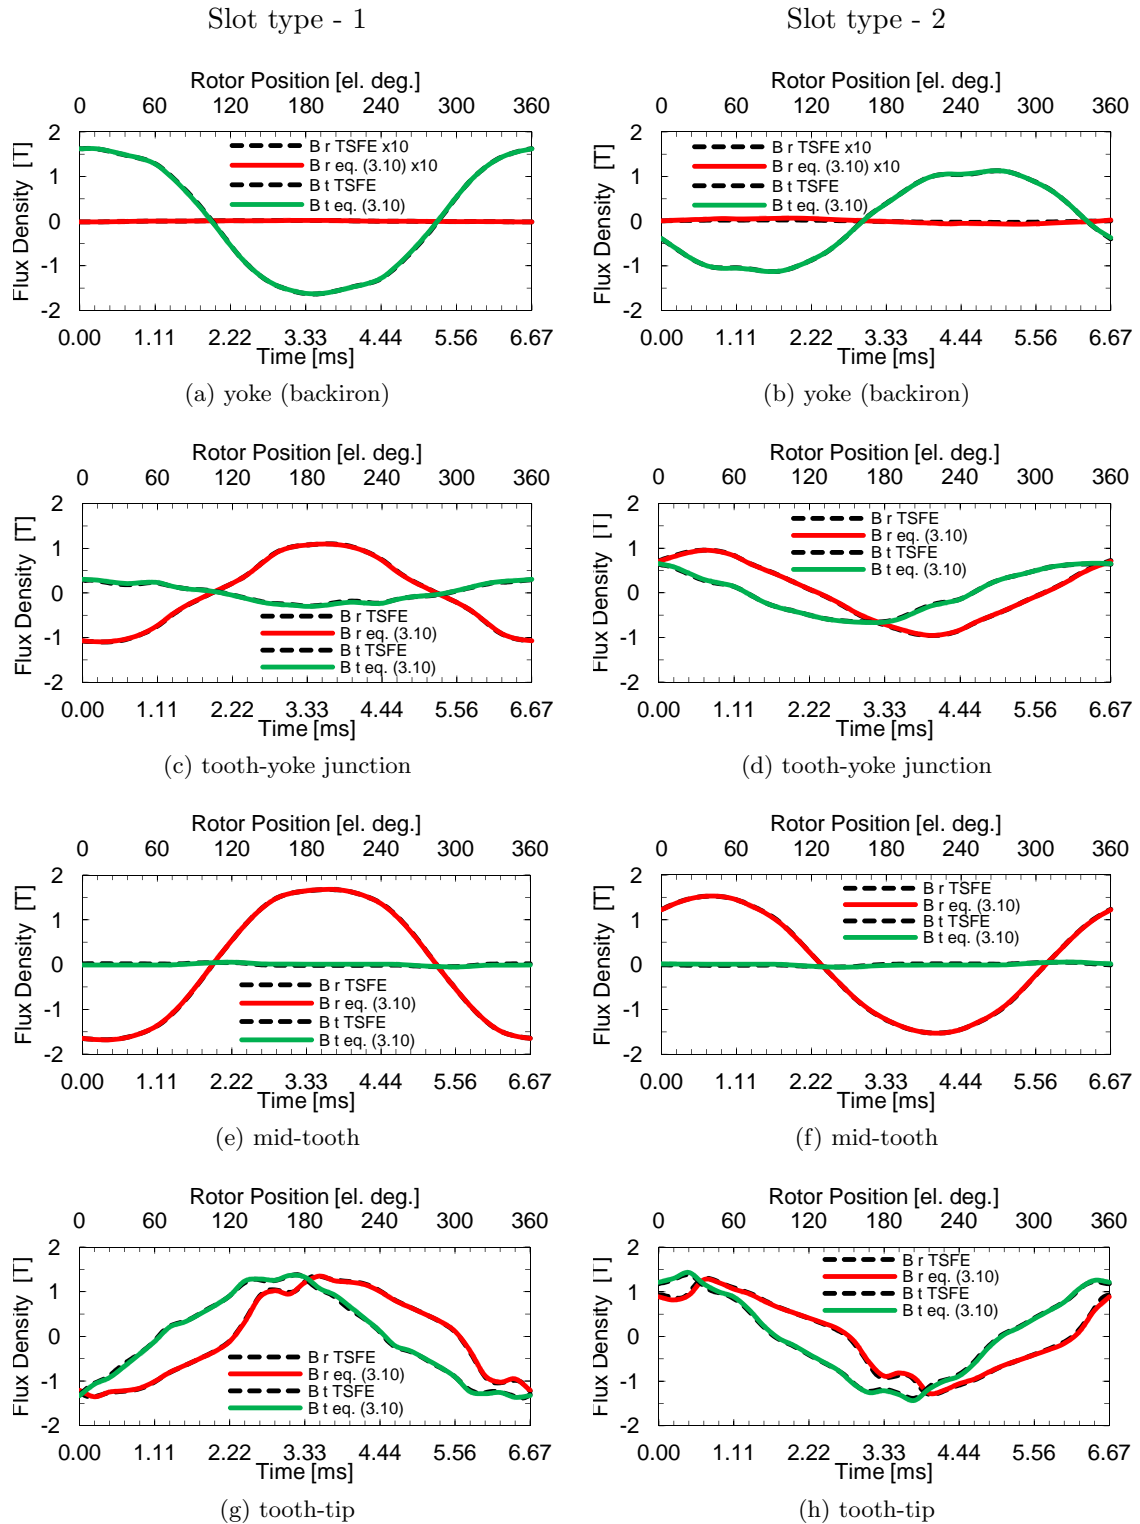 Slot type - 1
Slot type - 2
Rotor Position [el. deg.]
0 60 120 180 240 300 360
Flux Density [T]
2
1
0
-1
-2
B r TSFE x10
B r eq. (3.10) x10
B t TSFE
B t eq. (3.10)
0.00 1.11 2.22 3.33 4.44 5.56 6.67
Time [ms]
(a) yoke (backiron)
Rotor Position [el. deg.]
0 60 120 180 240 300 360
Flux Density [T]
2
1
0
-1
-2
B r TSFE x10
B r eq. (3.10) x10
B t TSFE
B t eq. (3.10)
0.00 1.11 2.22 3.33 4.44 5.56 6.67
Time [ms]
(b) yoke (backiron)
Rotor Position [el. deg.]
0 60 120 180 240 300 360
Flux Density [T]
2
1
0
-1
-2
B r TSFE
B r eq. (3.10)
B t TSFE
B t eq. (3.10)
0.00 1.11 2.22 3.33 4.44 5.56 6.67
Time [ms]
(c) tooth-yoke junction
Rotor Position [el. deg.]
0 60 120 180 240 300 360
Flux Density [T]
2
1
0
-1
-2
B r TSFE
B r eq. (3.10)
B t TSFE
B t eq. (3.10)
0.00 1.11 2.22 3.33 4.44 5.56 6.67
Time [ms]
(d) tooth-yoke junction
Rotor Position [el. deg.]
0 60 120 180 240 300 360
Flux Density [T]
2
1
0
-1
-2
B r TSFE
B r eq. (3.10)
B t TSFE
B t eq. (3.10)
0.00 1.11 2.22 3.33 4.44 5.56 6.67
Time [ms]
(e) mid-tooth
Rotor Position [el. deg.]
0 60 120 180 240 300 360
Flux Density [T]
2
1
0
-1
-2
B r TSFE
B r eq. (3.10)
B t TSFE
B t eq. (3.10)
0.00 1.11 2.22 3.33 4.44 5.56 6.67
Time [ms]
(f) mid-tooth
Rotor Position [el. deg.]
0 60 120 180 240 300 360
Flux Density [T]
2
1
0
-1
-2
B r TSFE
B r eq. (3.10)
B t TSFE
B t eq. (3.10)
0.00 1.11 2.22 3.33 4.44 5.56 6.67
Time [ms]
(g) tooth-tip
Rotor Position [el. deg.]
0 60 120 180 240 300 360
Flux Density [T]
2
1
0
-1
-2
B r TSFE
B r eq. (3.10)
B t TSFE
B t eq. (3.10)
0.00 1.11 2.22 3.33 4.44 5.56 6.67
Time [ms]
(h) tooth-tip